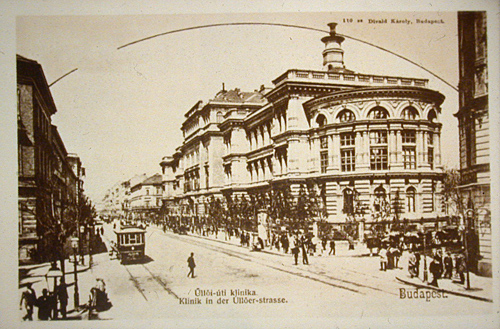 110 Divald Károly, Budapest.
Üllői-úti klinika.
Klinik in der Üllöer-strasse.
Budapest.